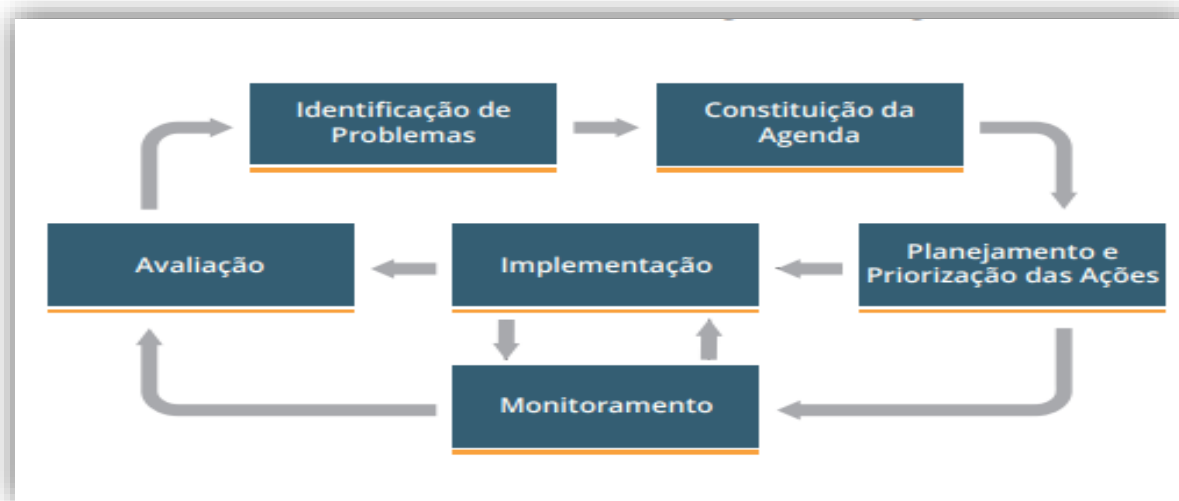 Identificação de
Problemas
Constituição da
Agenda
Avaliação
Implementação
Planejamento e
Priorização das Ações
Monitoramento